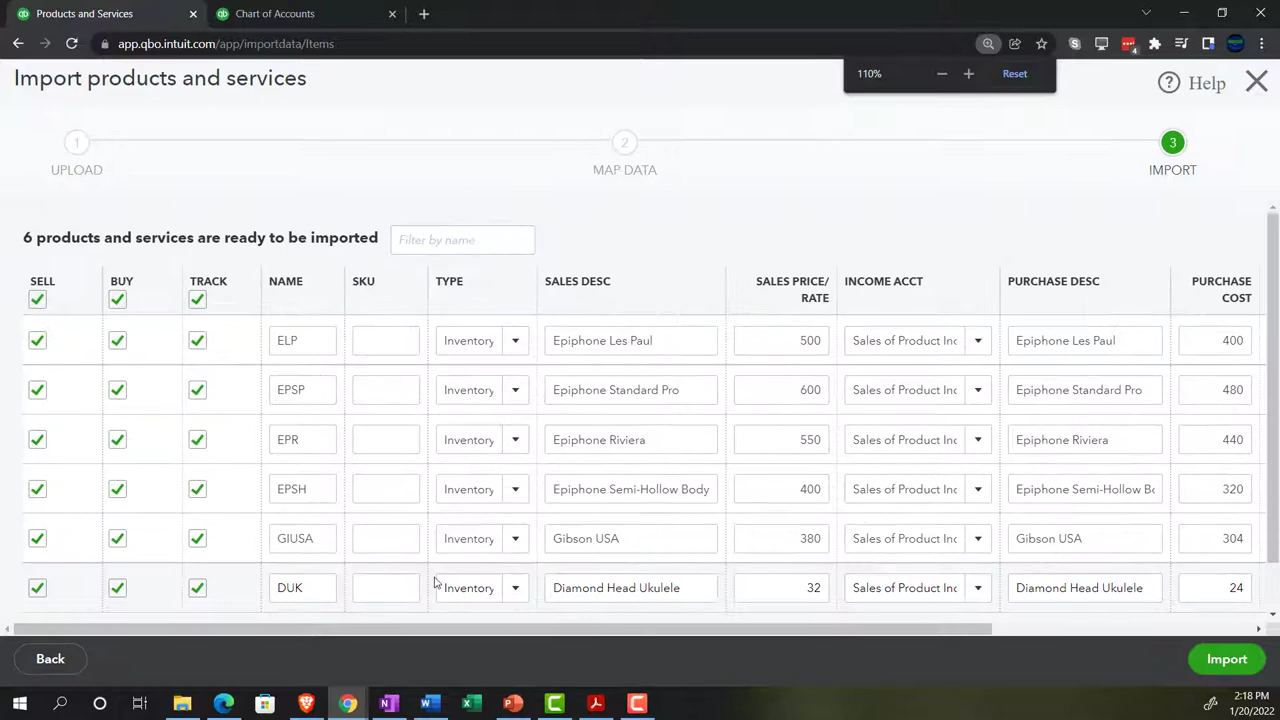 Products and Services
Chart of Accounts
app.qbo.intuit.com/app/importdata/Items
4
Import products and services
110%
Reset
Help
1
2
3
UPLOAD
MAP DATA
IMPORT
6 products and services are ready to be imported
Filter by name
SELL BUY TRACK NAME SKU TYPE SALES DESC SALES PRICE/ INCOME ACCT PURCHASE DESC PURCHASE
RATE COST
ELP Inventory Epiphone Les Paul 500 Sales of Product Inc Epiphone Les Paul 400
EPSP Inventory Epiphone Standard Pro 600 Sales of Product Inc Epiphone Standard Pro 480
EPR Inventory Epiphone Riviera 550 Sales of Product Inc Epiphone Riviera 440
EPSH Inventory Epiphone Semi-Hollow Body 400 Sales of Product Inc Epiphone Semi-Hollow Bo 320
GIUSA Inventory Gibson USA 380 Sales of Product Inc Gibson USA 304
DUK Inventory Diamond Head Ukulele 32 Sales of Product Inc Diamond Head Ukulele 24
Back
Import
2:18 PM
1/20/2022